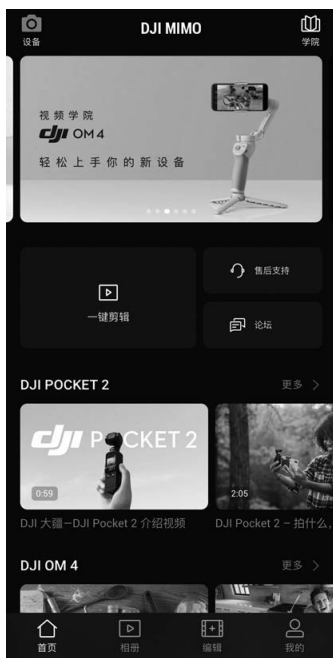 DJI MIMO
设备
学院
视频学院
dji OM4
轻松上手你的新设备
售后支持
一键剪辑
论坛
DJI POCKET 2
更多 >
dji POCKET 2
0:59
2:05
DJI 大疆—DJI Pocket 2 介绍视频
DJI Pocket 2 – 拍什么,
DJI OM 4
更多 >
首页
相册
编辑
我的